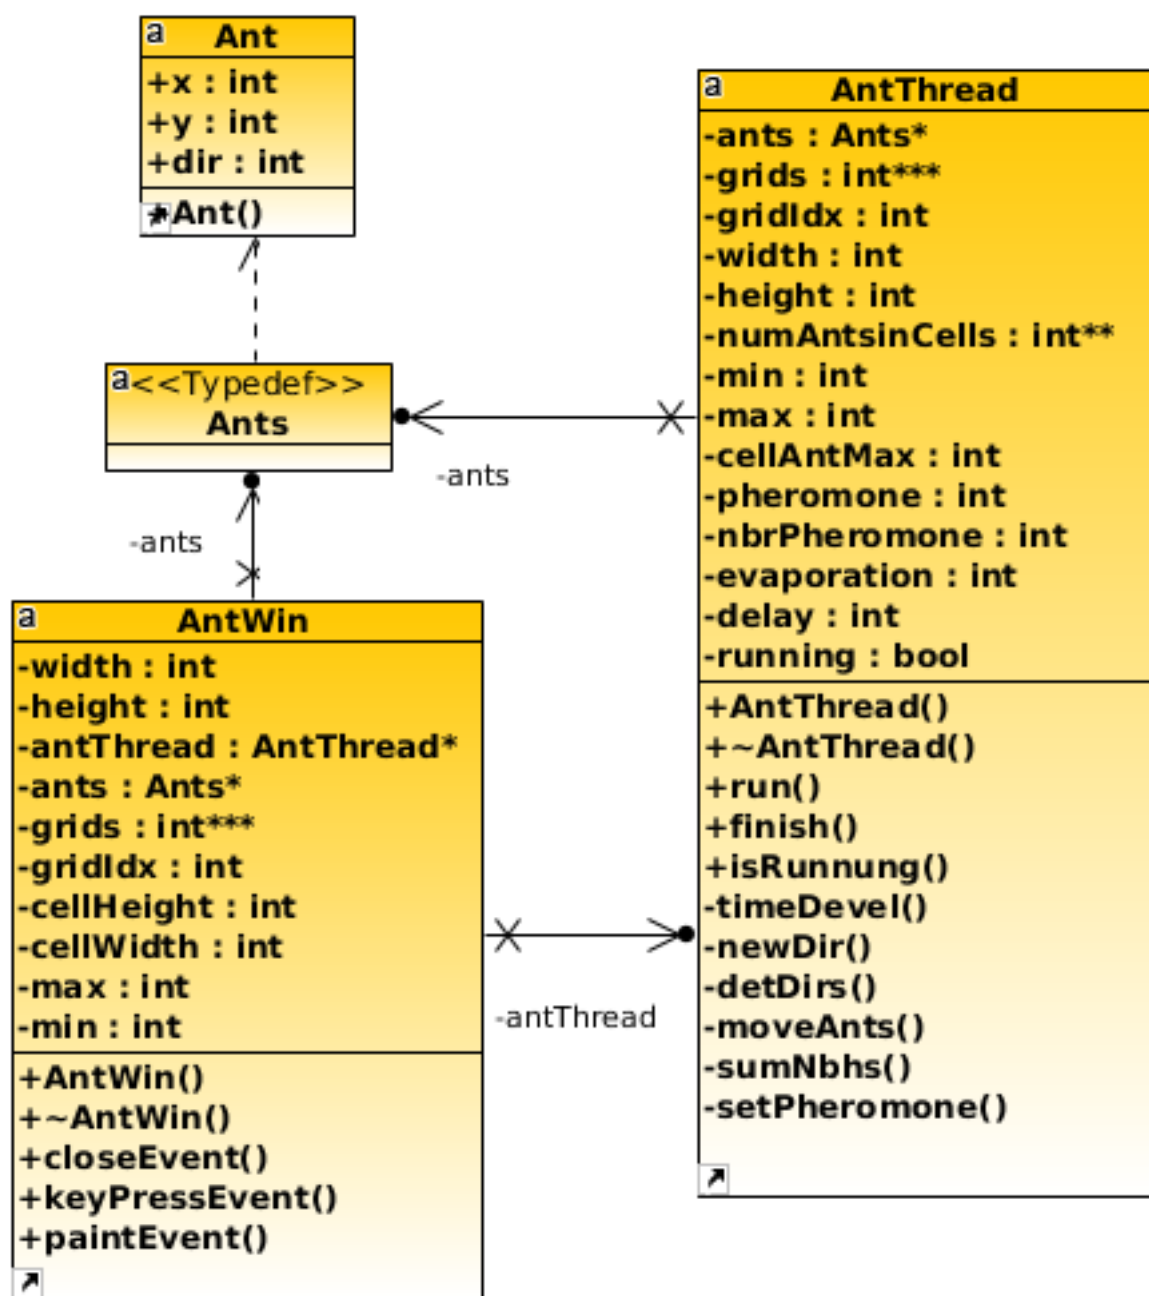 a
Ant
+x : int
+y : int
+dir : int
+Ant()
a<<Typedef>>
Ants
-ants
-ants
a
AntThread
-ants : Ants*
-grids : int***
-gridIdx : int
-width : int
-height : int
-numAntsinCells : int**
-min : int
-max : int
-cellAntMax : int
-pheromone : int
-nbrPheromone : int
-evaporation : int
-delay : int
-running : bool
+AntThread()
+~AntThread()
+run()
+finish()
+isRunnung()
-timeDevel()
-newDir()
-detDirs()
-moveAnts()
-sumNbhs()
-setPheromone()
a
AntWin
-width : int
-height : int
-antThread : AntThread*
-ants : Ants*
-grids : int***
-gridIdx : int
-cellHeight : int
-cellWidth : int
-max : int
-min : int
+AntWin()
+~AntWin()
+closeEvent()
+keyPressEvent()
+paintEvent()
-antThread